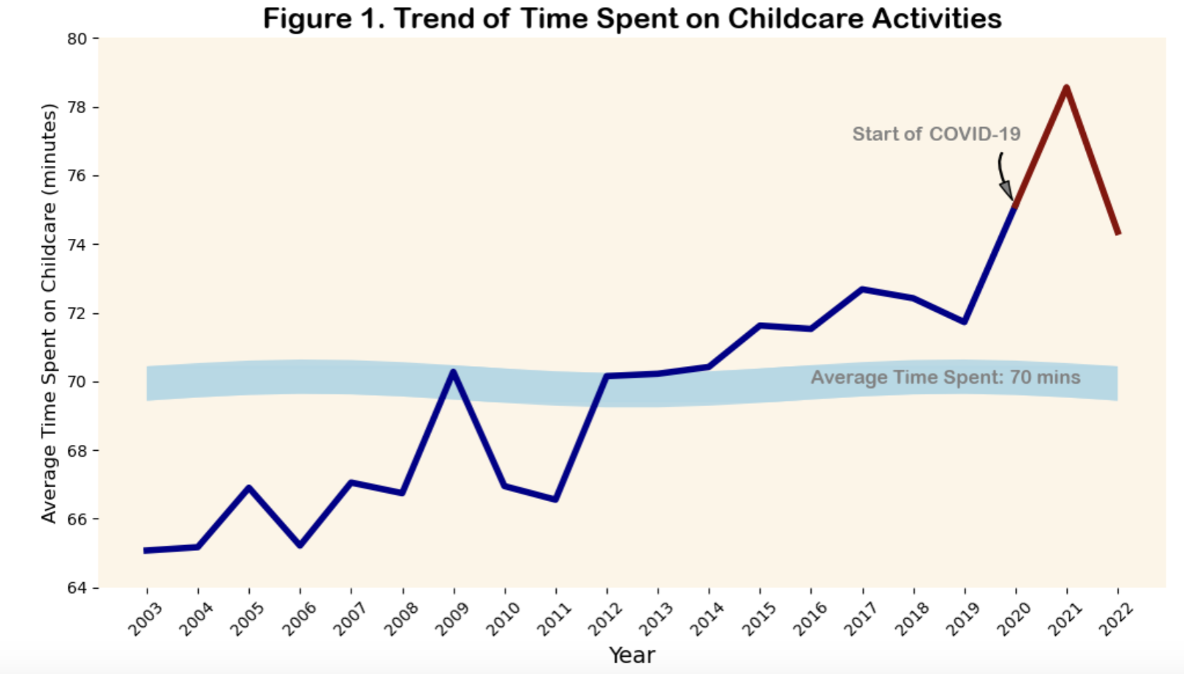 Figure 1. Trend of Time Spent on Childcare Activities
Average Time Spent on Childcare (minutes)
80
78
76
74
72
70
68
66
64
Start of COVID-19
Average Time Spent: 70 mins
2003 2004 2005 2006 2007 2008 2009 2010 2011 2012 2013 2014 2015 2016 2017 2018 2019 2020 2021 2022
Year